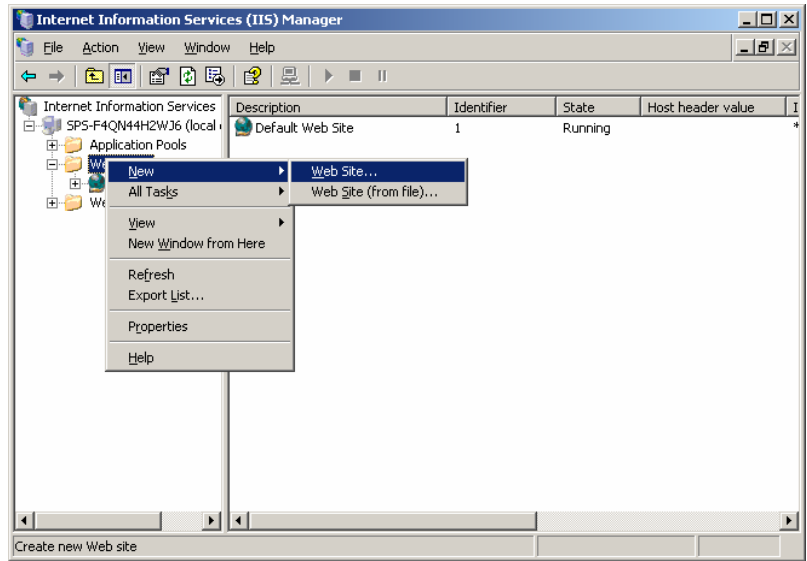 Internet Information Services (IIS) Manager
File Action View Window Help
Internet Information Services
SPS-F4QN44H2WJ6 (local
Application Pools
We
We
Description Identifier State Host header value I
Default Web Site 1 Running *
New
All Tasks
View
New Window from Here
Refresh
Export List...
Properties
Help
Web Site...
Web Site (from file)...
Create new Web site